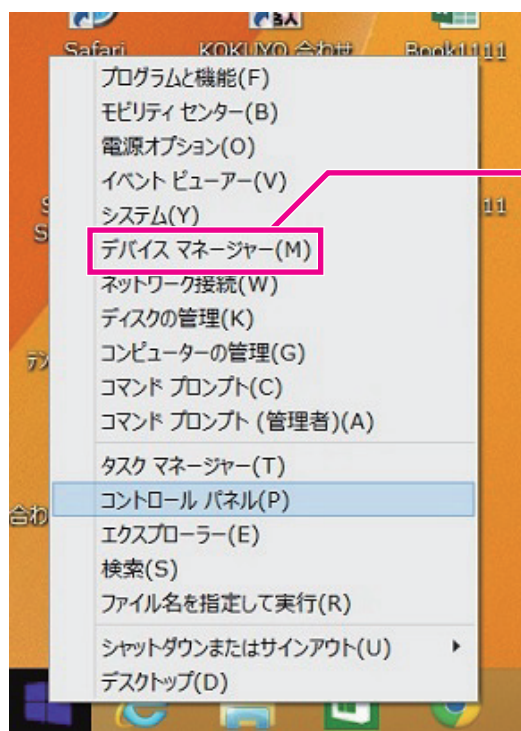 Safari
KOKUYO 合わせ
Book1111
プログラムと機能(F)
モビリティ センター(B)
電源オプション(O)
イベント ビューアー(V)
システム(Y)
デバイス マネージャー(M)
ネットワーク接続(W)
ディスクの管理(K)
コンピューターの管理(G)
コマンド プロンプト(C)
コマンド プロンプト (管理者)(A)
タスク マネージャー(T)
コントロール パネル(P)
エクスプローラー(E)
検索(S)
ファイル名を指定して実行(R)
シャットダウンまたはサインアウト(U)
デスクトップ(D)